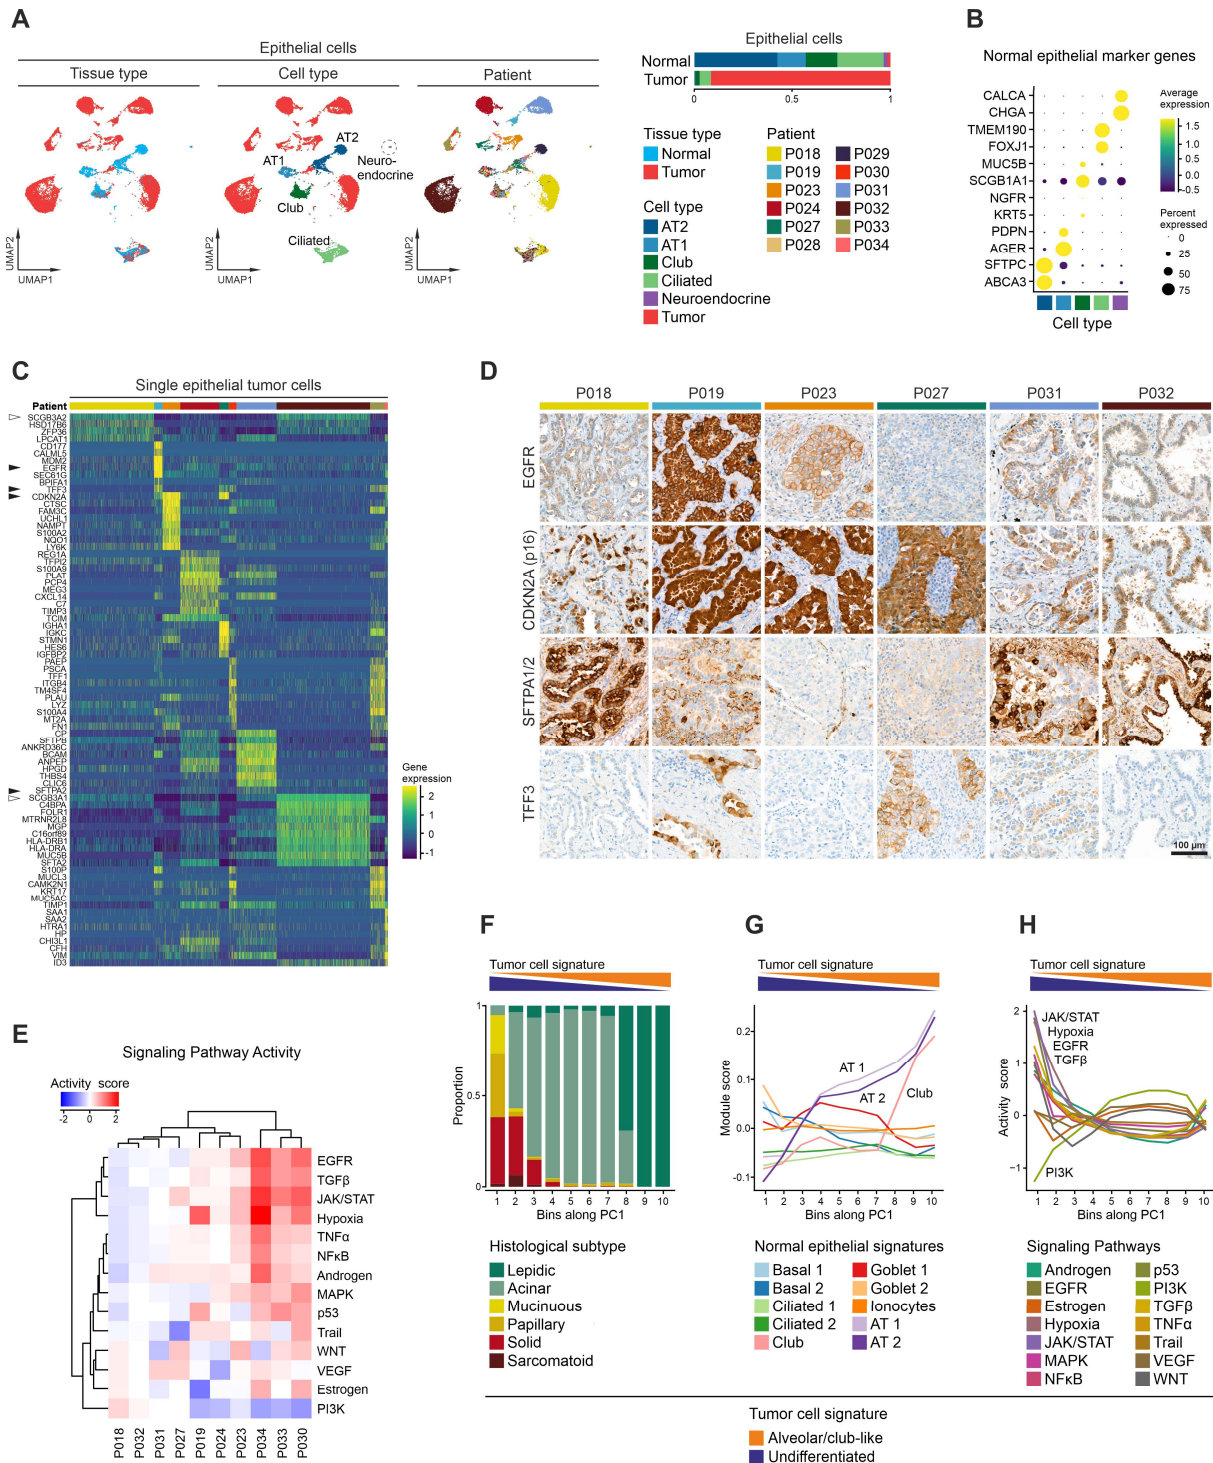 A
Epithelial cells
Tissue type
Cell type
Patient
AT2
AT1
Neuro-
endocrine
Club
Ciliated
UMAP2
UMAP1
UMAP2
UMAP1
UMAP2
UMAP1
Epithelial cells
Normal
Tumor
0
0.5
1
Tissue type
Normal
Tumor
Cell type
AT2
AT1
Club
Ciliated
Neuroendocrine
Tumor
Patient
P018
P019
P023
P024
P027
P028
P029
P030
P031
P032
P033
P034
B
Normal epithelial marker genes
CALCA
CHGA
TMEM190
FOXJ1
MUC5B
SCGB1A1
NGFR
KRT5
PDPN
AGER
SFTPC
ABCA3
Cell type
Average
expression
1.5
1.0
0.5
0.0
-0.5
Percent
expressed
0
25
50
75
C
Single epithelial tumor cells
Patient
SCGB3A2
HSD17B6
ZFP36
LPCAT1
CD177
CALML5
MDM2
EGFR
SEC61G
BPIFA1
TFF3
CDKN2A
CTSC
FAM3C
UCHL1
NAMPT
S100A2
NQO1
LY6K
REG1A
TFPI2
S100A9
PLAT
PCP4
MEG3
CXCL14
C7
TIMP3
TCIM
IGHA1
IGKC
STMN1
HES6
IGFBP2
PAEP
PSCA
TFF1
ITGB4
TM4SF4
PLAU
LYZ
S100A4
MT2A
FN1
CP
SFTPB
ANKRD36C
BCAM
ANPEP
HPGD
THBS4
CLIC6
SFTPA2
SCGB3A1
C4BPA
FOLR1
MTRNR2L8
MGP
C16orf89
HLA-DRB1
HLA-DRA
MUC5B
SFTA2
S100P
MUCL3
CAMK2N1
KRT17
MUC5AC
TIMP1
SAA1
SAA2
HTRA1
HP
CHI3L1
CFH
VIM
ID3
Gene
expression
2
1
0
-1
D
P018
P019
P023
P027
P031
P032
EGFR
CDKN2A (p16)
SFTPA1/2
TFF3
100 µm
E
Signaling Pathway Activity
Activity score
-2
0
2
EGFR
TGFβ
JAK/STAT
Hypoxia
TNFα
NFκB
Androgen
MAPK
p53
Trail
WNT
VEGF
Estrogen
PI3K
P018
P032
P031
P027
P019
P024
P023
P034
P033
P030
F
Tumor cell signature
Proportion
1
0.5
0
1 2 3 4 5 6 7 8 9 10
Bins along PC1
Histological subtype
Lepidic
Acinar
Mucinuous
Papillary
Solid
Sarcomatoid
G
Tumor cell signature
Module score
0.2
0.1
0.0
-0.1
AT 1
AT 2
Club
1 2 3 4 5 6 7 8 9 10
Bins along PC1
Normal epithelial signatures
Basal 1
Basal 2
Ciliated 1
Ciliated 2
Club
Goblet 1
Goblet 2
Ionocytes
AT 1
AT 2
H
Tumor cell signature
Activity score
2
1
0
−1
JAK/STAT
Hypoxia
EGFR
TGFβ
PI3K
1 2 3 4 5 6 7 8 9 10
Bins along PC1
Signaling Pathways
Androgen
EGFR
Estrogen
Hypoxia
JAK/STAT
MAPK
NFκB
p53
PI3K
TGFβ
TNFα
Trail
VEGF
WNT
Tumor cell signature
Alveolar/club-like
Undifferentiated